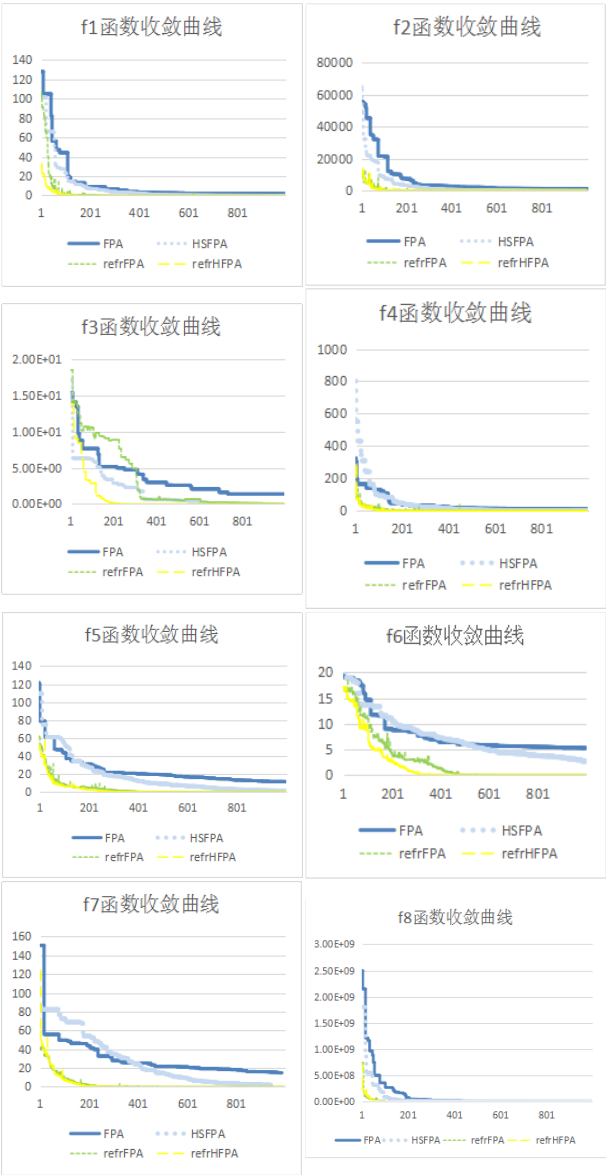 f1函数收敛曲线
140
120
100
80
60
40
20
0
1 201 401 601 801
FPA HSFPA
refrFPA refrHFPA
f2函数收敛曲线
80000
60000
40000
20000
0
1 201 401 601 801
FPA HSFPA
refrFPA refrHFPA
f3函数收敛曲线
2.00E+01
1.50E+01
1.00E+01
5.00E+00
0.00E+00
1 201 401 601 801
FPA HSFPA
refrFPA refrHFPA
f4函数收敛曲线
1000
800
600
400
200
0
1 201 401 601 801
FPA HSFPA
refrFPA refrHFPA
f5函数收敛曲线
140
120
100
80
60
40
20
0
1 201 401 601 801
FPA HSFPA
refrFPA refrHFPA
f6函数收敛曲线
20
15
10
5
0
1 201 401 601 801
FPA HSFPA
refrFPA refrHFPA
f7函数收敛曲线
160
140
120
100
80
60
40
20
0
1 201 401 601 801
FPA HSFPA
refrFPA refrHFPA
f8函数收敛曲线
3.00E+09
2.50E+09
2.00E+09
1.50E+09
1.00E+09
5.00E+08
0.00E+00
1 201 401 601 801
FPA HSFPA refrFPA refrHFPA